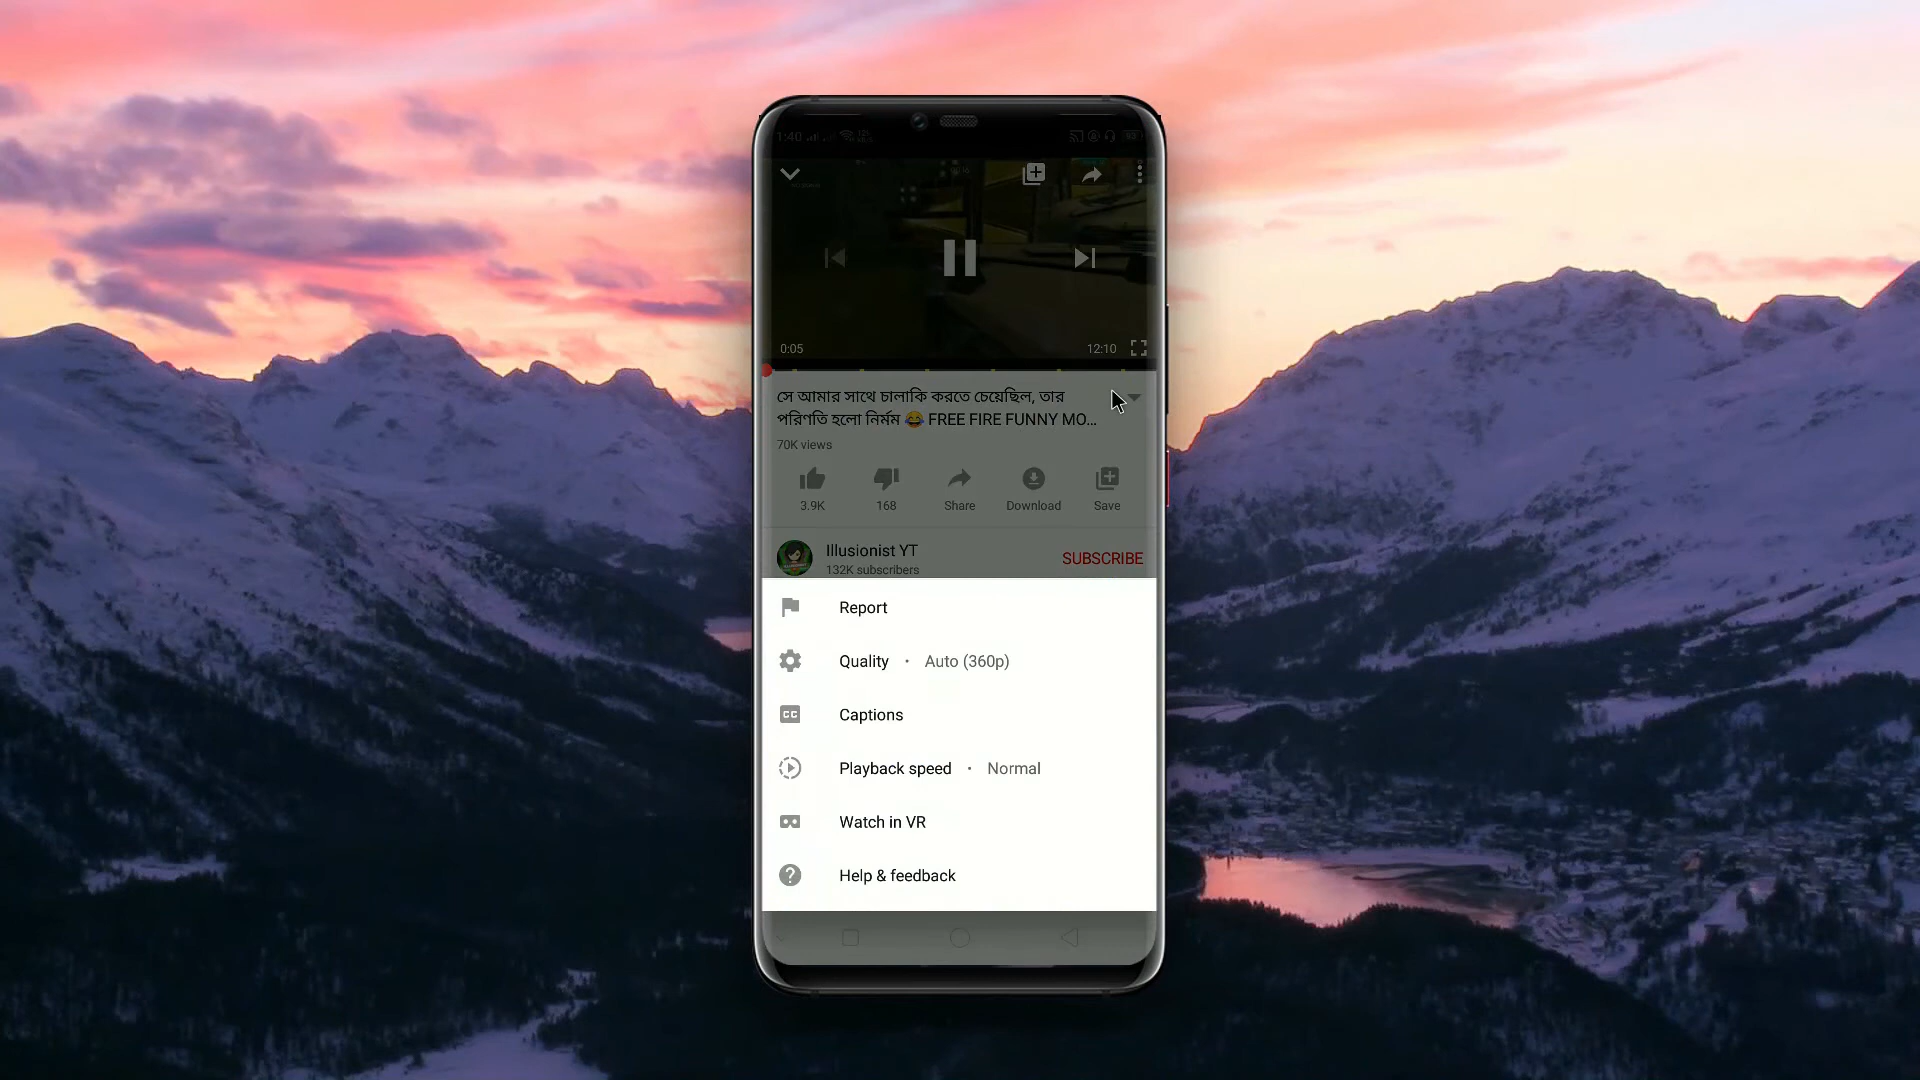 1:40
0:05
12:10
সে আমার সাথে চালাকি করতে চেয়েছিল, তার
পরিণতি হলো নির্মম 😂 FREE FIRE FUNNY MO...
70K views
3.9K
168
Share
Download
Save
Illusionist YT
132K subscribers
SUBSCRIBE
Report
Quality · Auto (360p)
Captions
Playback speed · Normal
Watch in VR
Help & feedback